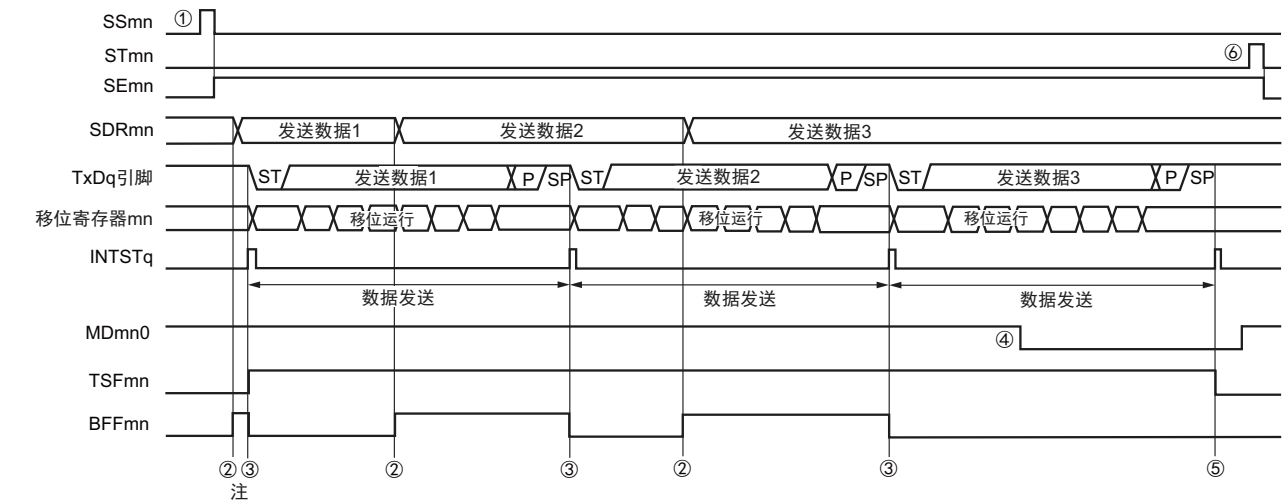 SSmn ①
STmn ⑥
SEmn
SDRmn 发送数据1 发送数据2 发送数据3
TxDq引脚 ST 发送数据1 P SP ST 发送数据2 P SP ST 发送数据3 P SP
移位寄存器mn 移位运行 移位运行 移位运行
INTSTq
数据发送 数据发送 数据发送
MDmn0 ④
TSFmn
BFFmn
② ③ ② ③ ② ③ ⑤
注